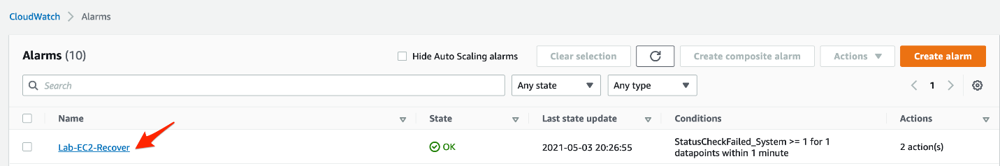 CloudWatch > Alarms
Alarms (10)
Hide Auto Scaling alarms
Clear selection
Create composite alarm
Actions
Create alarm
Search
Any state
Any type
1
Name
State
Last state update
Conditions
Actions
Lab-EC2-Recover
OK
2021-05-03 20:26:55
StatusCheckFailed_System >= 1 for 1
datapoints within 1 minute
2 action(s)